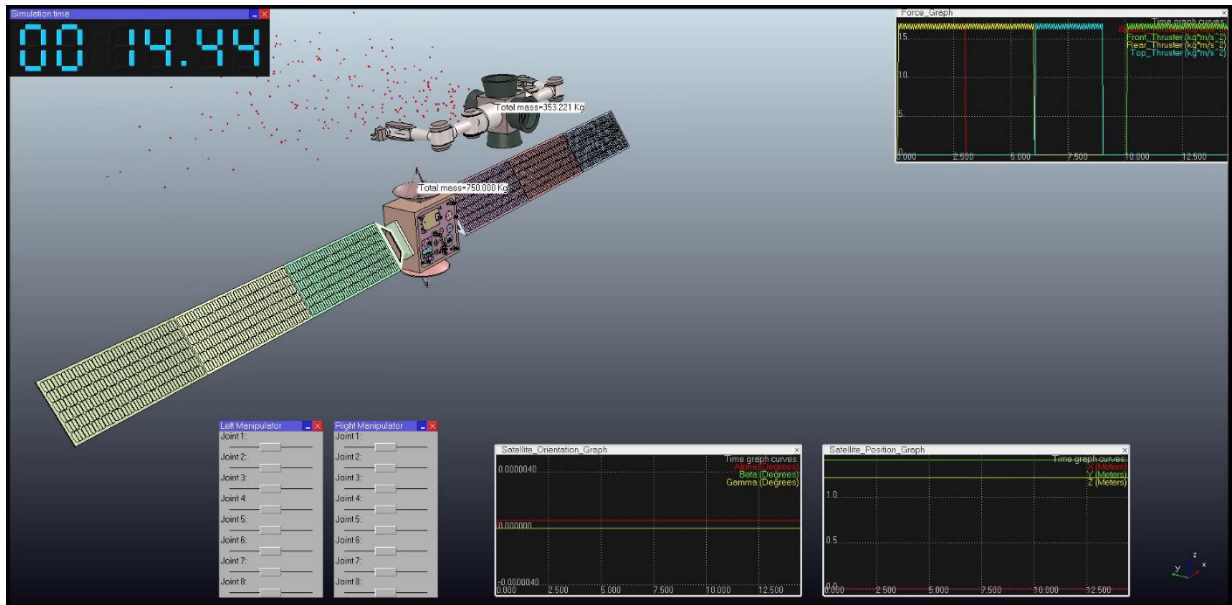 Simulation time
00 14.44
Total mass=353.221 Kg
Total mass=750.000 Kg
Force_Graph
Time graph curves:
Front_Thruster (kg*m/s^2)
Rear_Thruster (kg*m/s^2)
Top_Thruster (kg*m/s^2)
15.
10.
5
0
0.000 2.500 5.000 7.500 10.000 12.500
Left Manipulator
Joint 1:
Joint 2:
Joint 3:
Joint 4:
Joint 5:
Joint 6:
Joint 7:
Joint 8:
Right Manipulator
Joint 1:
Joint 2:
Joint 3:
Joint 4:
Joint 5:
Joint 6:
Joint 7:
Joint 8:
Satellite_Orientation_Graph
Time graph curves:
Alpha (Degrees)
Beta (Degrees)
Gamma (Degrees)
0.0000040
0.000000
-0.0000040
0.000 2.500 5.000 7.500 10.000 12.500
Satellite_Position_Graph
Time graph curves:
X (Meters)
Y (Meters)
Z (Meters)
1.0
0.5
0.0
0.000 2.500 5.000 7.500 10.000 12.500
z
y
x